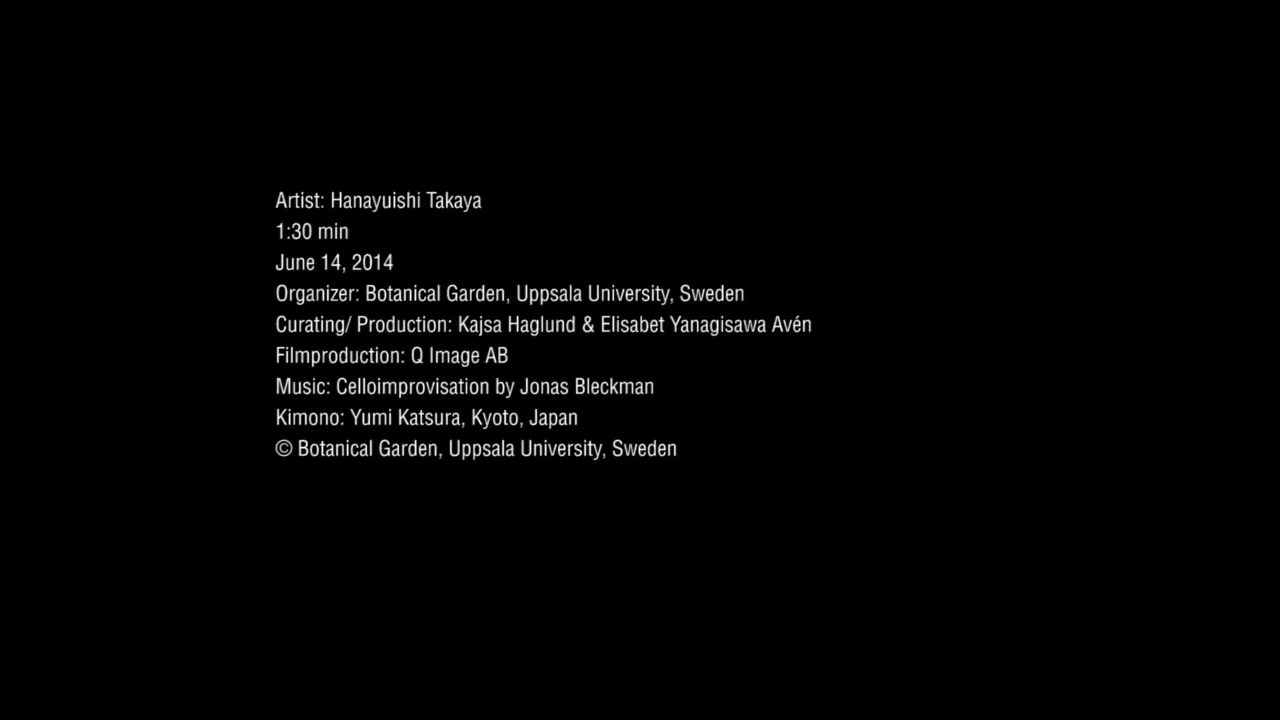 Artist: Hanayuishi Takaya
1:30 min
June 14, 2014
Organizer: Botanical Garden, Uppsala University, Sweden
Curating/ Production: Kajsa Haglund & Elisabet Yanagisawa Avén
Filmproduction: Q Image AB
Music: Celloimprovisation by Jonas Bleckman
Kimono: Yumi Katsura, Kyoto, Japan
© Botanical Garden, Uppsala University, Sweden